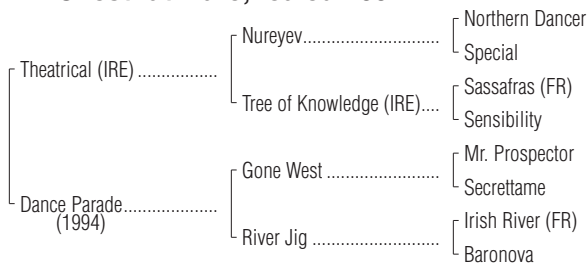 Northern Dancer
Nureyev
Special
Theatrical (IRE)
Sassafras (FR)
Tree of Knowledge (IRE)
Sensibility
Mr. Prospector
Gone West
Secrettame
Dance Parade
(1994)
Irish River (FR)
River Jig
Baronova